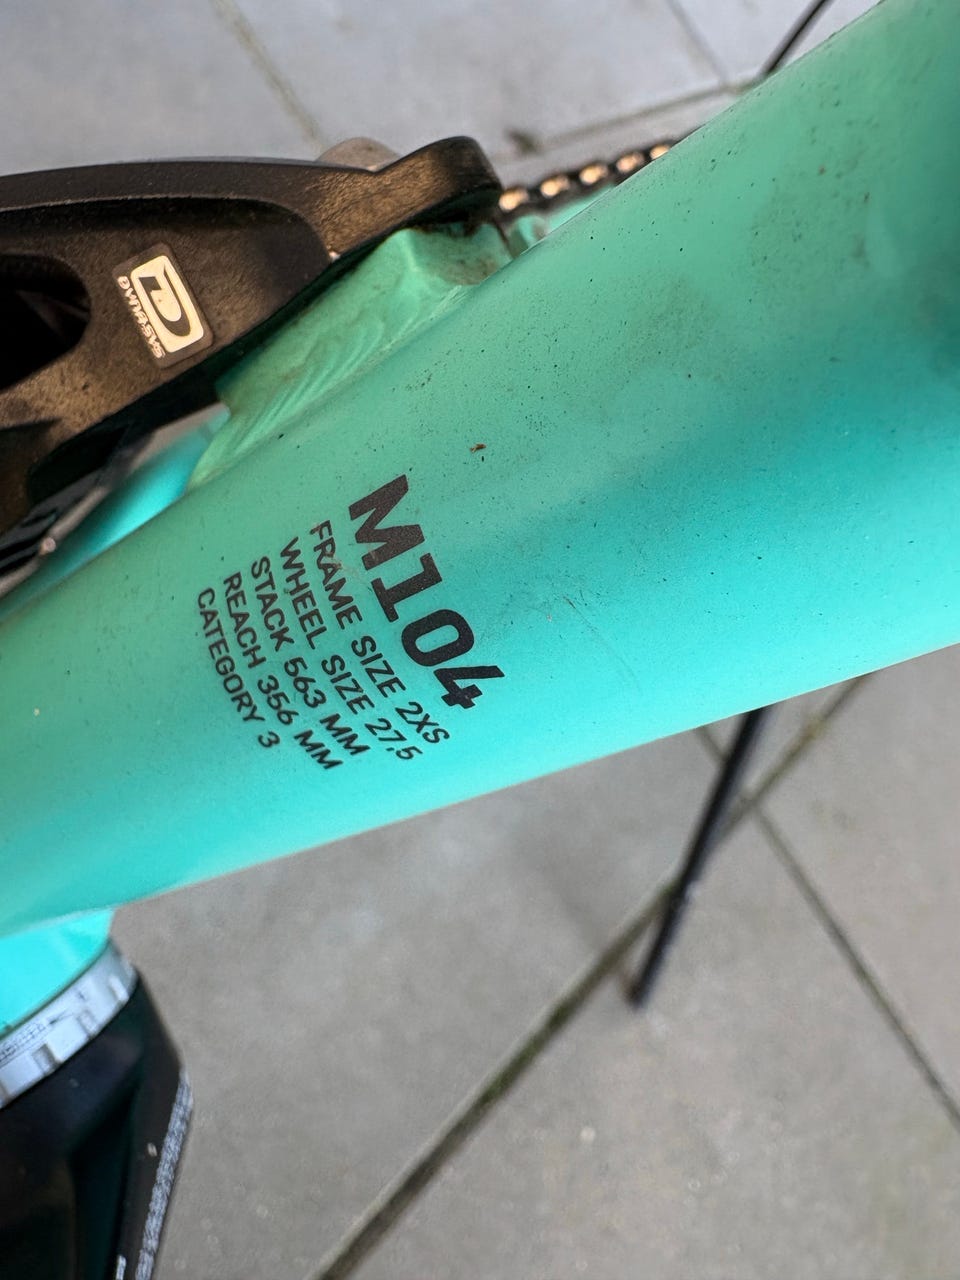 M104
FRAME SIZE 2XS
WHEEL SIZE 27,5
STACK 563 MM
REACH 356 MM
CATEGORY 3
DYNASYS